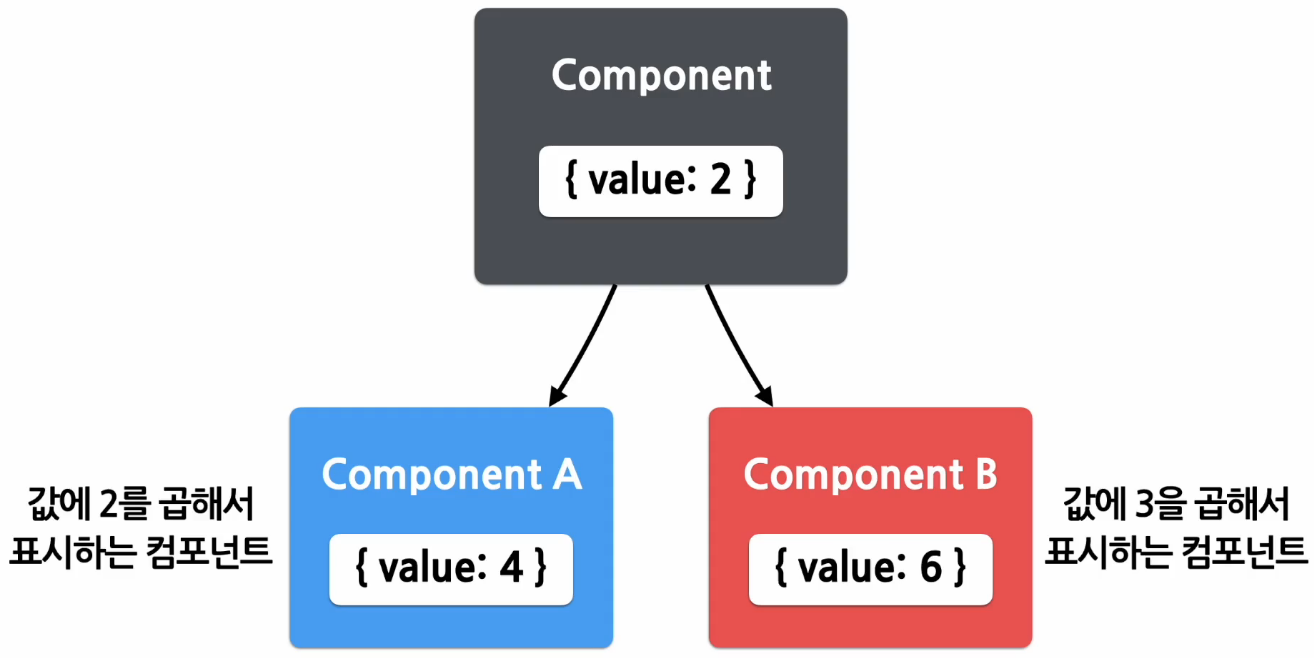 Component
{ value: 2 }
Component A
{ value: 4 }
값에 2를 곱해서
표시하는 컴포넌트
Component B
{ value: 6 }
값에 3을 곱해서
표시하는 컴포넌트